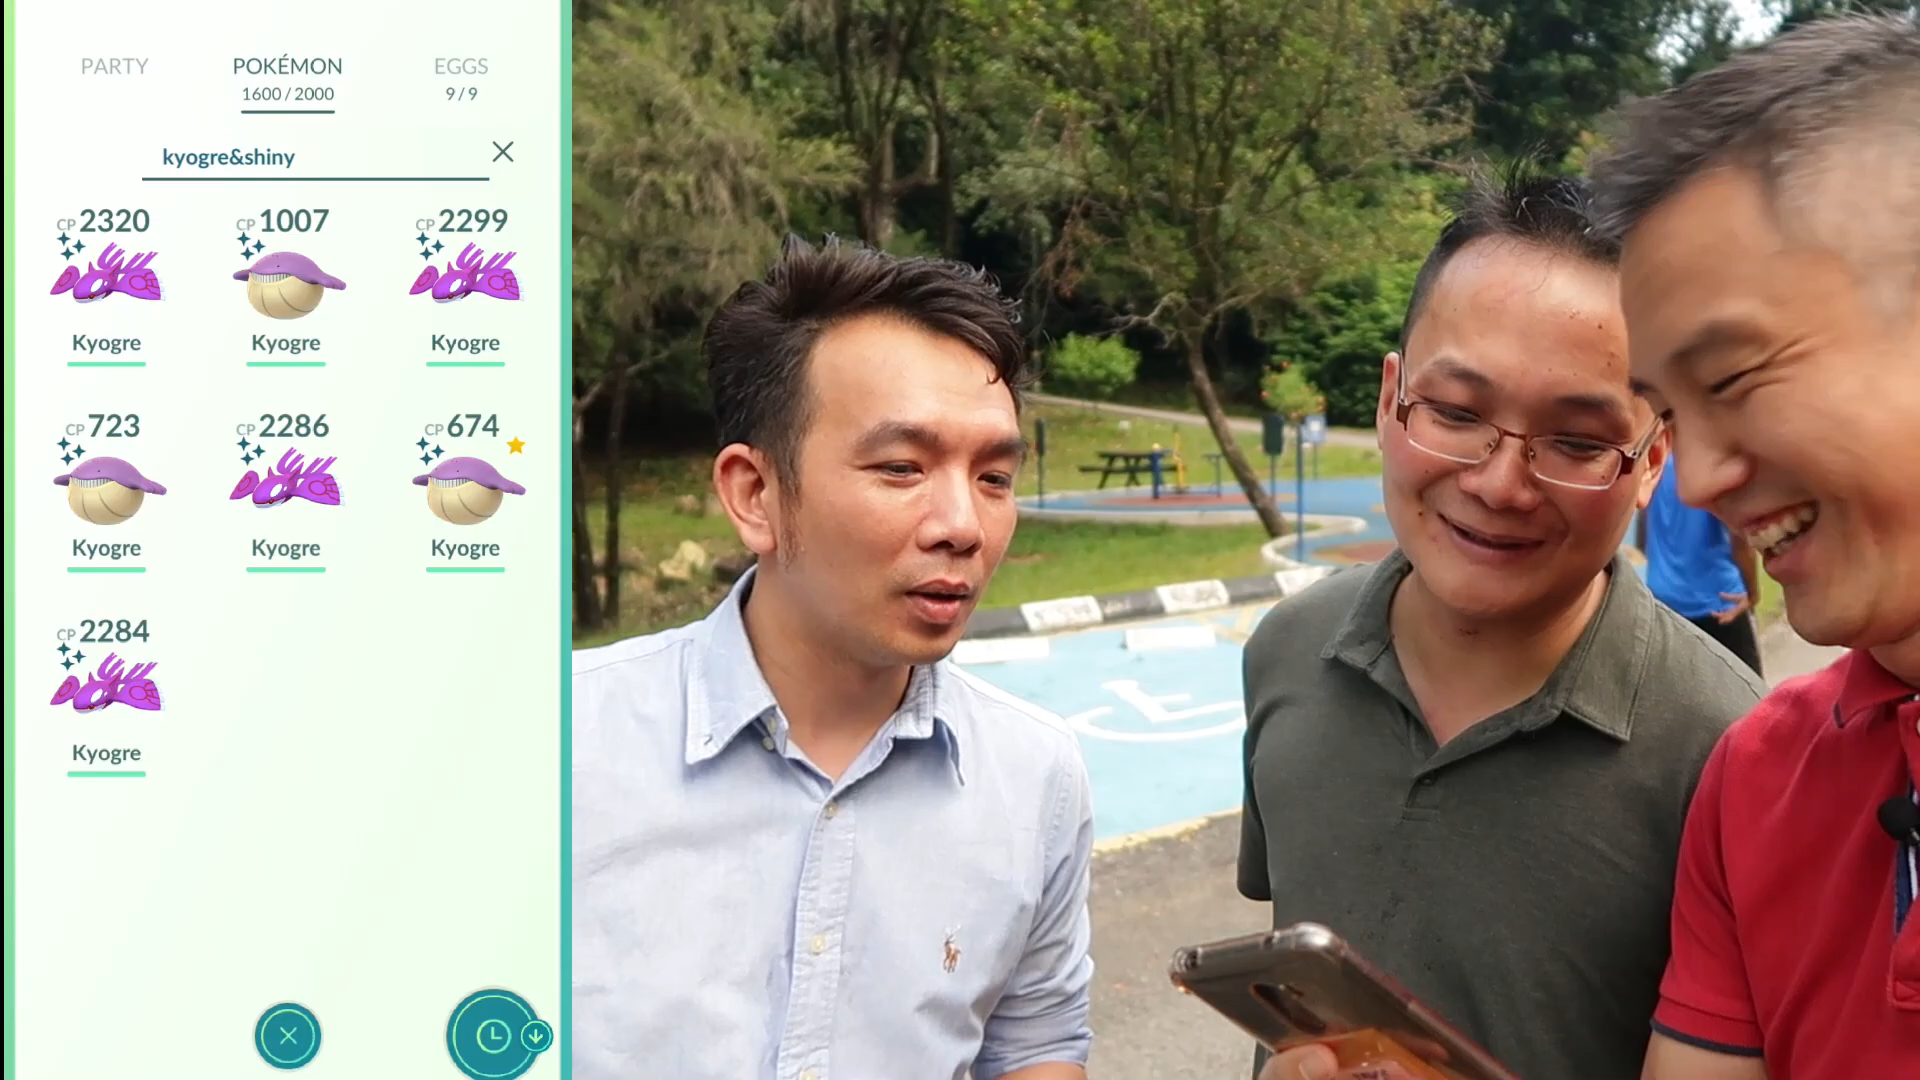 PARTY POKÉMON EGGS
1600 / 2000 9 / 9
kyogre&shiny
CP 2320 CP 1007 CP 2299
Kyogre Kyogre Kyogre
CP 723 CP 2286 CP 674
Kyogre Kyogre Kyogre
CP 2284
Kyogre